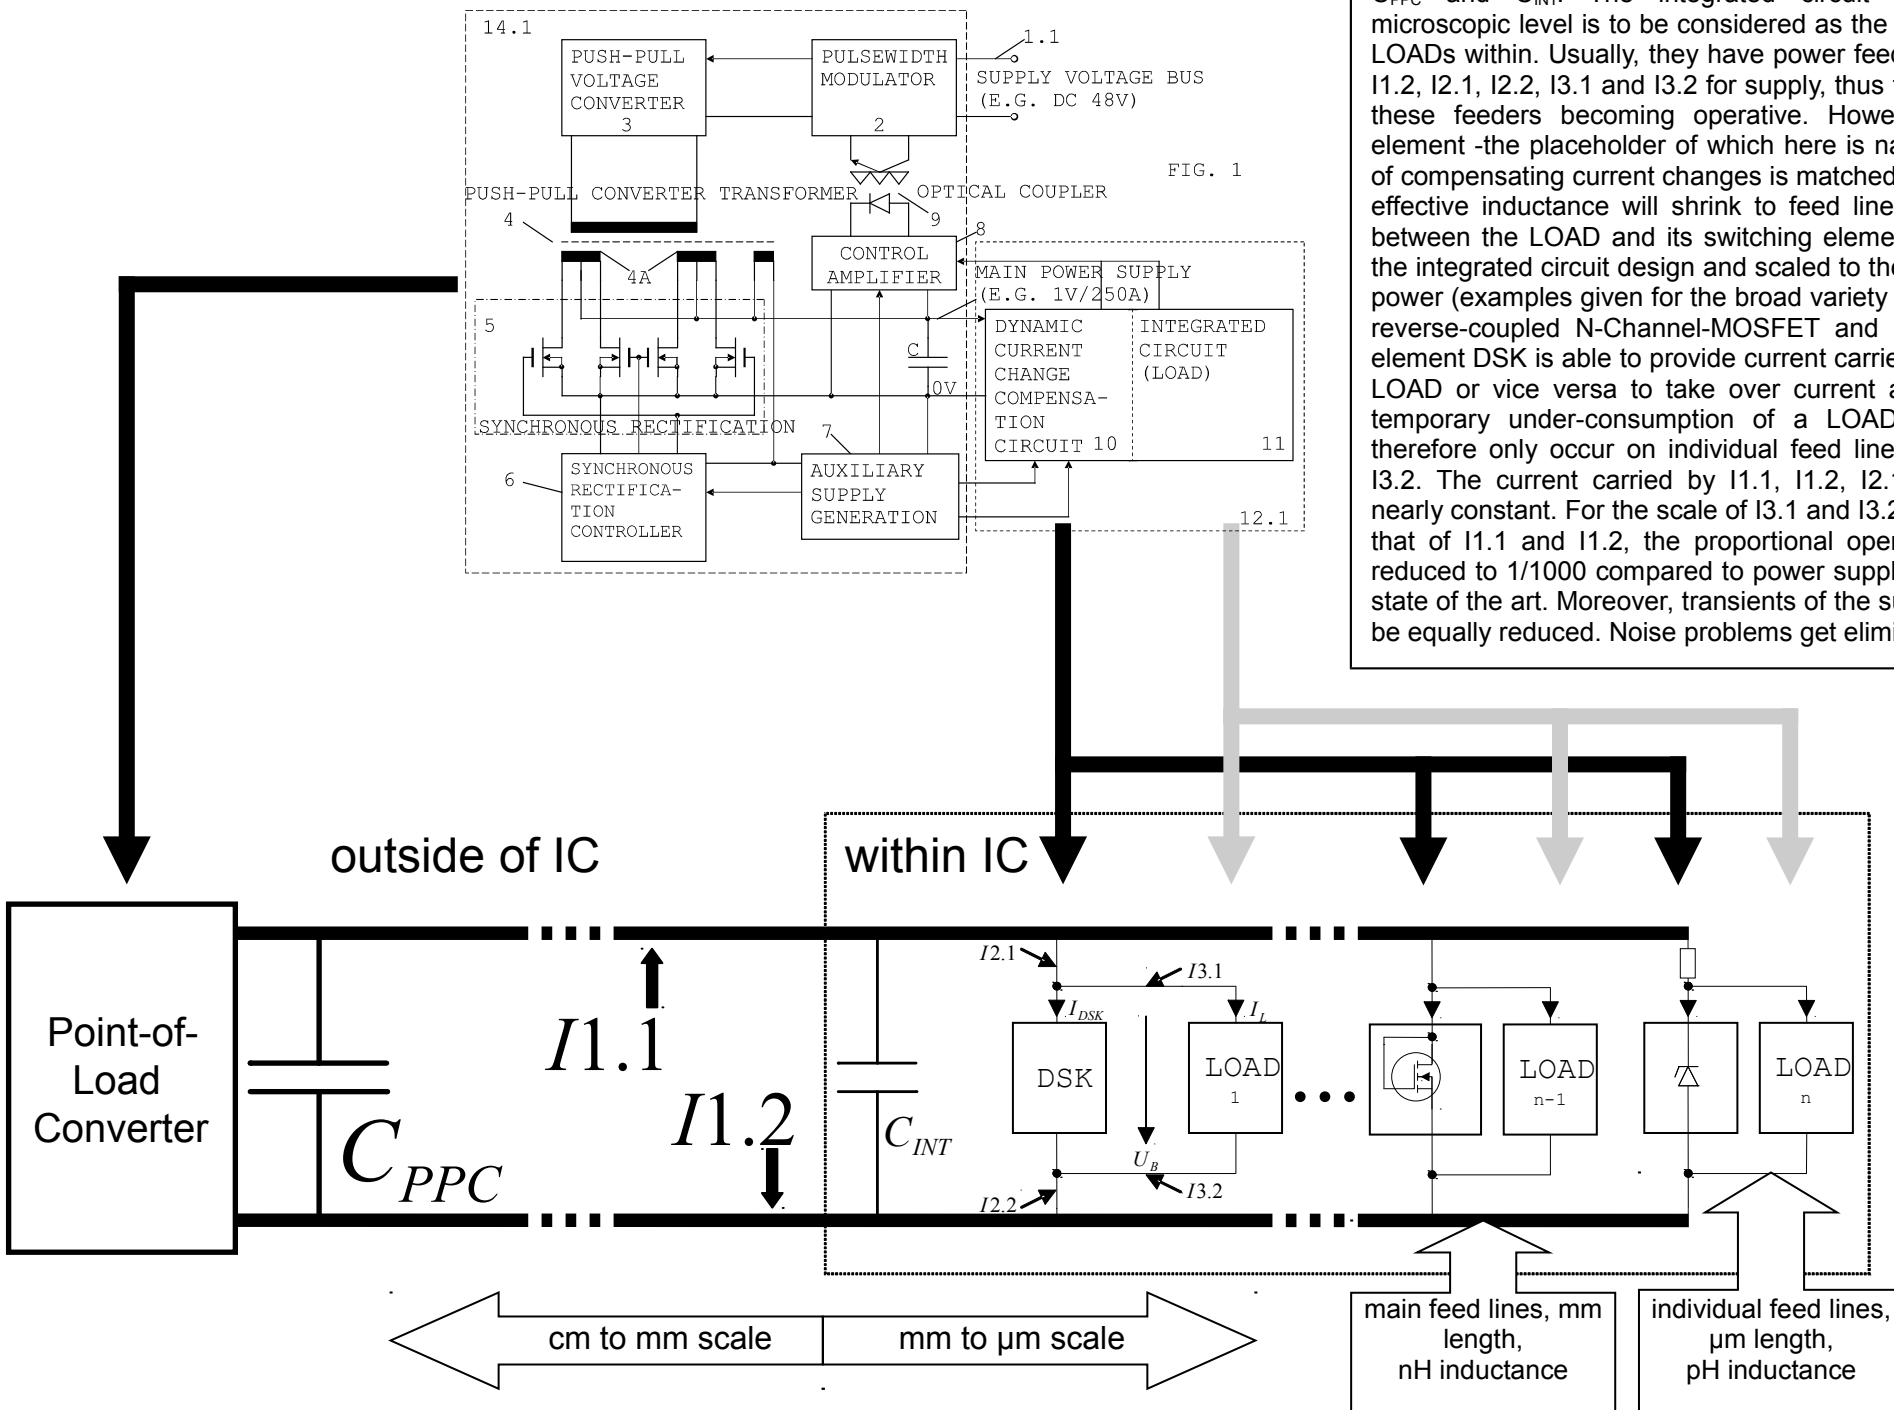 14.1
PUSH-PULL
VOLTAGE
CONVERTER
3
PULSEWIDTH
MODULATOR
2
1.1
SUPPLY VOLTAGE BUS
(E.G. DC 48V)
FIG. 1
PUSH-PULL CONVERTER TRANSFORMER
OPTICAL COUPLER
4
9
8
4A
CONTROL
AMPLIFIER
MAIN POWER SUPPLY
(E.G. 1V/250A)
5
C
0V
DYNAMIC
CURRENT
CHANGE
COMPENSA-
TION
CIRCUIT 10
INTEGRATED
CIRCUIT
(LOAD)
11
SYNCHRONOUS RECTIFICATION
7
6
SYNCHRONOUS
RECTIFICA-
TION
CONTROLLER
AUXILIARY
SUPPLY
GENERATION
12.1
microscopic level is to be considered as the
LOADs within. Usually, they have power feed
I1.2, I2.1, I2.2, I3.1 and I3.2 for supply, thus
these feeders becoming operative. Howe
element -the placeholder of which here is na
of compensating current changes is matched
effective inductance will shrink to feed line
between the LOAD and its switching eleme
the integrated circuit design and scaled to the
power (examples given for the broad variety
reverse-coupled N-Channel-MOSFET and
element DSK is able to provide current carrie
LOAD or vice versa to take over current a
temporary under-consumption of a LOAD
therefore only occur on individual feed line
I3.2. The current carried by I1.1, I1.2, I2.
nearly constant. For the scale of I3.1 and I3.2
that of I1.1 and I1.2, the proportional oper
reduced to 1/1000 compared to power suppl
state of the art. Moreover, transients of the su
be equally reduced. Noise problems get elimi
outside of IC
within IC
Point-of-
Load
Converter
C PPC
I1.1
I1.2
C INT
I2.1
I3.1
I DSK
I L
DSK
LOAD
1
U B
I2.2
I3.2
LOAD
n-1
LOAD
n
cm to mm scale
mm to µm scale
main feed lines, mm
length,
nH inductance
individual feed lines,
µm length,
pH inductance